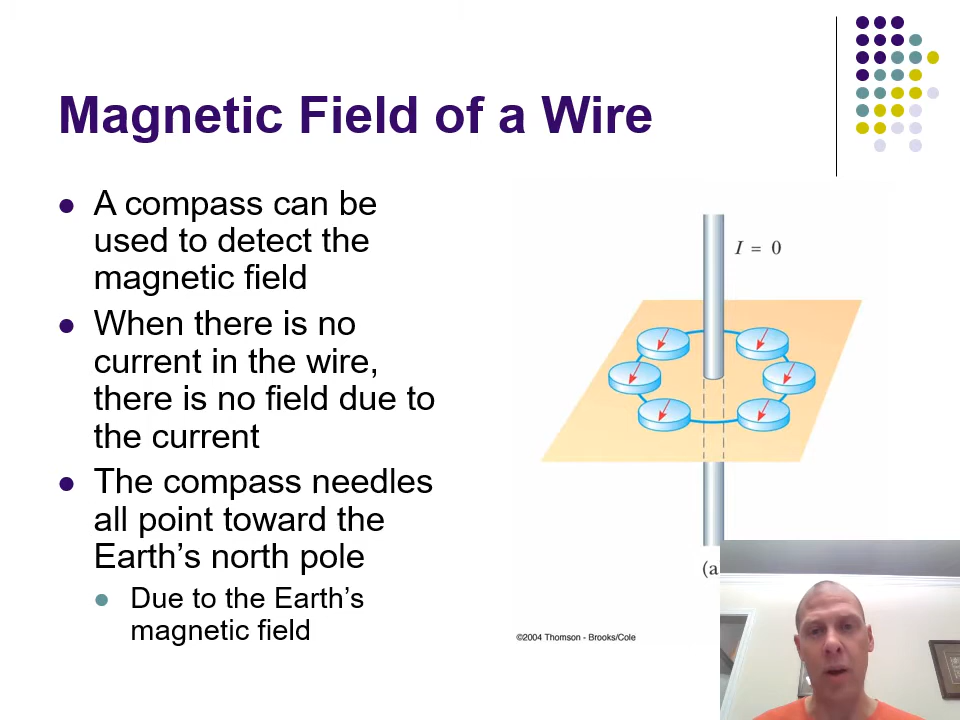 Magnetic Field of a Wire
A compass can be
used to detect the
magnetic field
When there is no
current in the wire,
there is no field due to
the current
The compass needles
all point toward the
Earth's north pole
Due to the Earth's
magnetic field
I = 0
(a
©2004 Thomson - Brooks/Cole